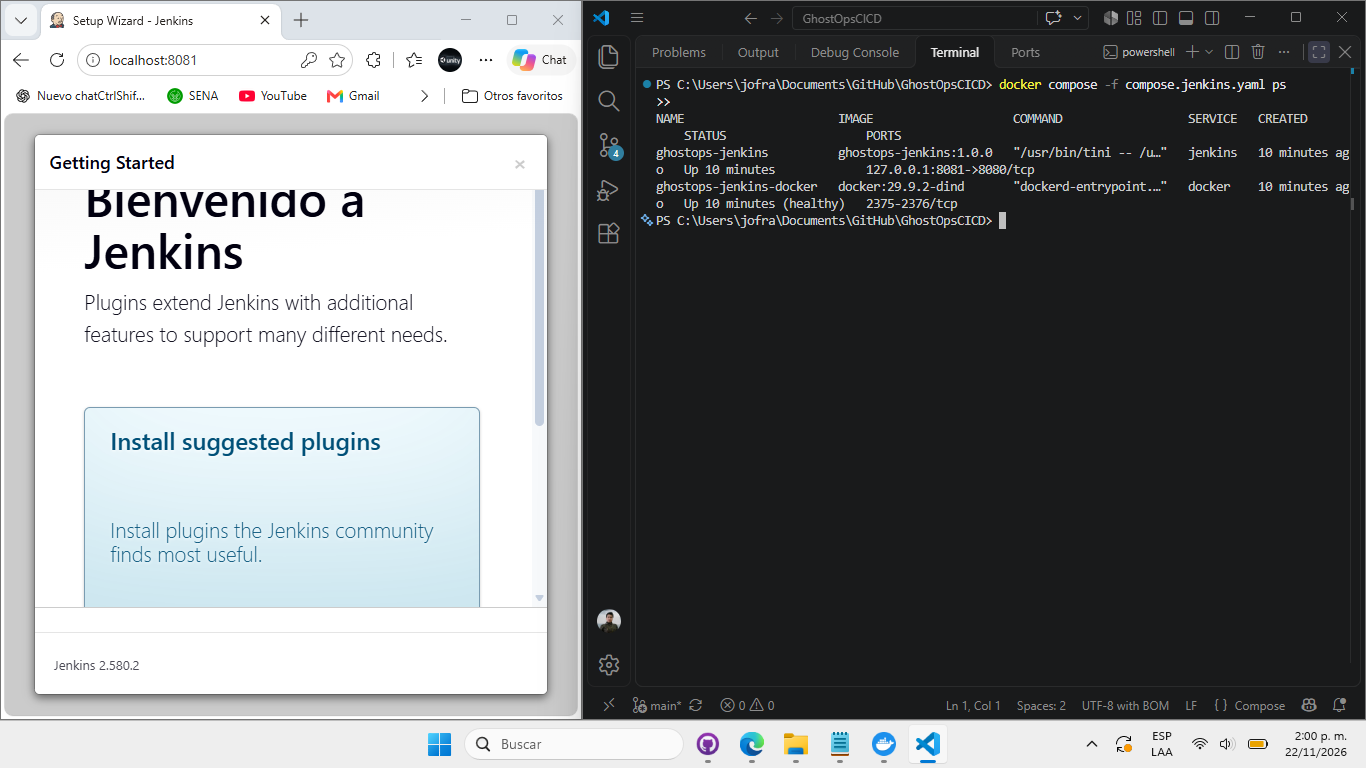 Setup Wizard - Jenkins
localhost:8081
unity
Chat
Nuevo chatCtrlShif...
SENA
YouTube
Gmail
Otros favoritos
Getting Started
Bienvenido a
Jenkins
Plugins extend Jenkins with additional
features to support many different needs.
Install suggested plugins
Install plugins the Jenkins community
finds most useful.
Jenkins 2.580.2
GhostOpsCICD
Problems
Output
Debug Console
Terminal
Ports
powershell
PS C:\Users\jofra\Documents\GitHub\GhostOpsCICD> docker compose -f compose.jenkins.yaml ps
>>
NAME IMAGE COMMAND SERVICE CREATED
STATUS PORTS
ghostops-jenkins ghostops-jenkins:1.0.0 "/usr/bin/tini -- /u…" jenkins 10 minutes ag
o Up 10 minutes 127.0.0.1:8081->8080/tcp
ghostops-jenkins-docker docker:29.9.2-dind "dockerd-entrypoint.…" docker 10 minutes ag
o Up 10 minutes (healthy) 2375-2376/tcp
PS C:\Users\jofra\Documents\GitHub\GhostOpsCICD>
4
main*
0
0
Ln 1, Col 1
Spaces: 2
UTF-8 with BOM
LF
{ } Compose
Buscar
ESP
LAA
2:00 p. m.
22/11/2026